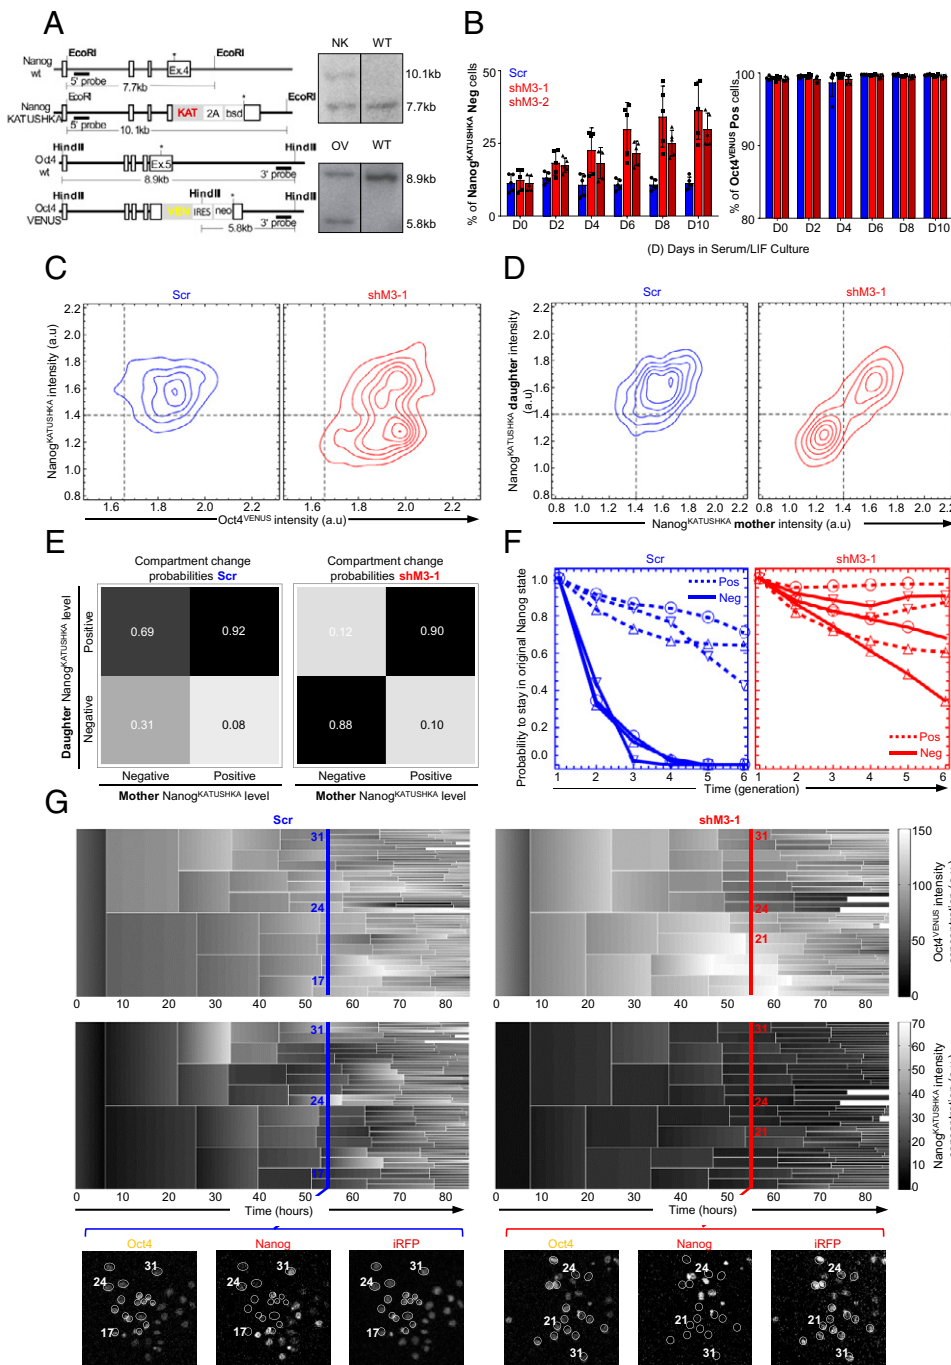 A
Nanog
wt
EcoRI
*
EcoRI
Ex.4
5' probe
7.7kb
Nanog
KATUSHKA
EcoRI
*
EcoRI
KAT
2A
bsd
5' probe
10.1kb
Oct4
wt
HindIII
*
HindIII
Ex.5
3' probe
8.9kb
Oct4
VENUS
HindIII
HindIII
*
HindIII
VEN
IRES
neo
3' probe
5.8kb
NK WT
10.1kb
7.7kb
OV WT
8.9kb
5.8kb
B
% of Nanog^KATUSHKA Neg cells
50
25
0
Scr
shM3-1
shM3-2
D0 D2 D4 D6 D8 D10
% of Oct4^VENUS Pos cells
100
90
80
D0 D2 D4 D6 D8 D10
(D) Days in Serum/LIF Culture
C
Scr
shM3-1
Nanog^KATUSHKA intensity (a.u)
2.2
2.0
1.8
1.6
1.4
1.2
1.0
0.8
1.6 1.8 2.0 2.2
1.6 1.8 2.0 2.2
Oct4^VENUS intensity (a.u)
D
Scr
shM3-1
Nanog^KATUSHKA daughter intensity
(a.u)
2.2
2.0
1.8
1.6
1.4
1.2
1.0
0.8
1.0 1.2 1.4 1.6 1.8 2.0 2.2
1.0 1.2 1.4 1.6 1.8 2.0 2.2
Nanog^KATUSHKA mother intensity (a.u)
E
Compartment change
probabilities Scr
Compartment change
probabilities shM3-1
Daughter Nanog^KATUSHKA level
Positive
Negative
0.69 0.92
0.31 0.08
0.12 0.90
0.88 0.10
Negative Positive
Negative Positive
Mother Nanog^KATUSHKA level
Mother Nanog^KATUSHKA level
F
Scr
shM3-1
Probability to stay in original Nanog state
1.0
0.8
0.6
0.4
0.2
0.0
Pos
Neg
Pos
Neg
1 2 3 4 5 6
1 2 3 4 5 6
Time (generation)
G
Scr
shM3-1
31
24
17
31
24
21
0 10 20 30 40 50 60 70 80
0 10 20 30 40 50 60 70 80
150
100
50
0
Oct4^VENUS intensity
31
24
17
31
24
21
0 10 20 30 40 50 60 70 80
0 10 20 30 40 50 60 70 80
70
60
50
40
30
20
10
0
Nanog^KATUSHKA intensity
Time (hours)
Time (hours)
Oct4 Nanog iRFP
Oct4 Nanog iRFP
31
24
17
31
24
17
31
24
24
21
31
24
21
31
24
21
31